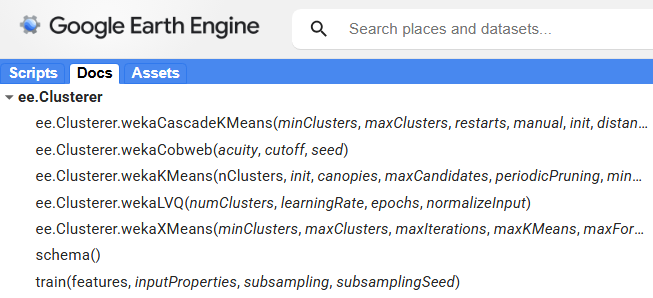 Google Earth Engine
Search places and datasets...
Scripts Docs Assets
ee.Clusterer
ee.Clusterer.wekaCascadeKMeans(minClusters, maxClusters, restarts, manual, init, distan...
ee.Clusterer.wekaCobweb(acuity, cutoff, seed)
ee.Clusterer.wekaKMeans(nClusters, init, canopies, maxCandidates, periodicPruning, min...
ee.Clusterer.wekaLVQ(numClusters, learningRate, epochs, normalizeInput)
ee.Clusterer.wekaXMeans(minClusters, maxClusters, maxIterations, maxKMeans, maxFor...
schema()
train(features, inputProperties, subsampling, subsamplingSeed)